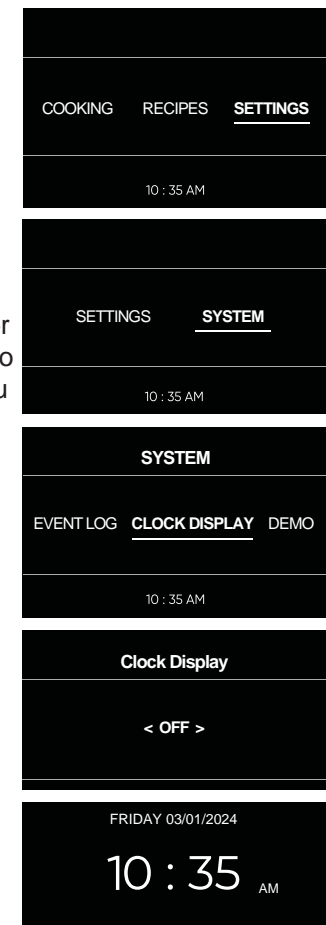 COOKING RECIPES SETTINGS
10 : 35 AM
SETTINGS SYSTEM
10 : 35 AM
SYSTEM
EVENT LOG CLOCK DISPLAY DEMO
10 : 35 AM
Clock Display
< OFF >
FRIDAY 03/01/2024
10 : 35 AM